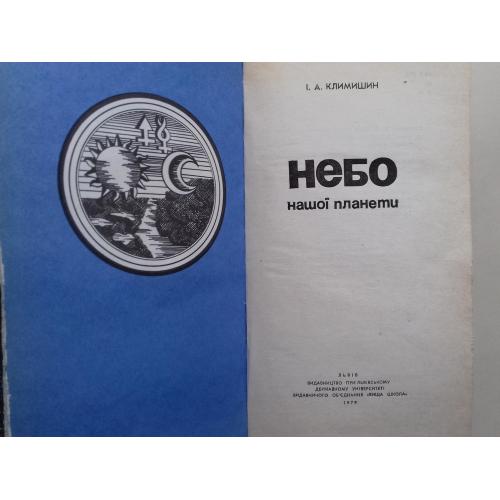 І. А. КЛИМИШИН
НЕБО
нашої планети
ЛЬВІВ
ВИДАВНИЦТВО ПРИ ЛЬВІВСЬКОМУ
ДЕРЖАВНОМУ УНІВЕРСИТЕТІ
ВИДАВНИЧОГО ОБ'ЄДНАННЯ «ВИЩА ШКОЛА»
1979